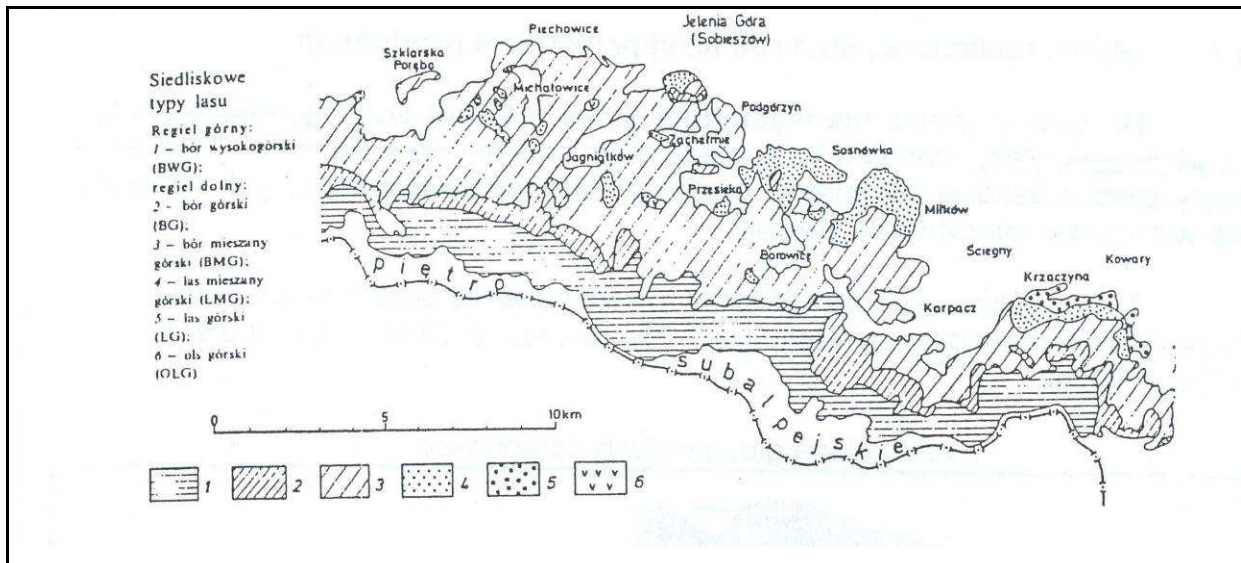 Piechowice
Jelenia Góra
(Sobieszów)
Szklarska
Poręba
Siedliskowe
typy lasu
Regiel górny:
1 - bór wysokogórski
(BWG);
regiel dolny:
2 - bór górski
(BG);
3 - bór mieszany
górski (BMG);
4 - las mieszany
górski (LMG);
5 - las górski
(LG);
6 - ols górski
(OLG)
Michałowice
Podgórzyn
Zachełmie
Sosnówka
Jagniątków
Przesieka
Miłków
Borowice
Ściegny
Kowary
Krzaczyna
Karpacz
piętro
subalpejskie
0 5 10km
1 2 3 4 5 6